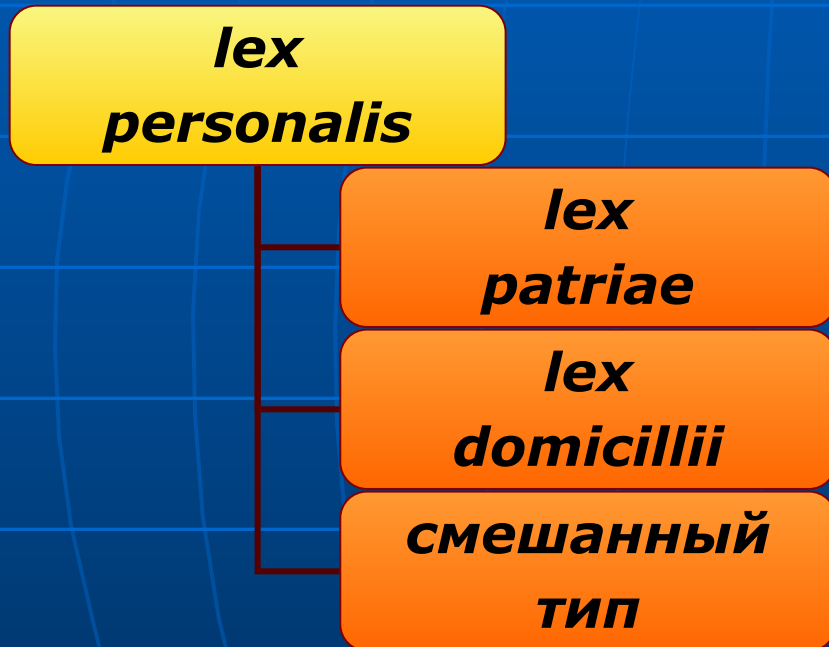 lex
personalis
lex
patriae
lex
domicillii
смешанный
тип